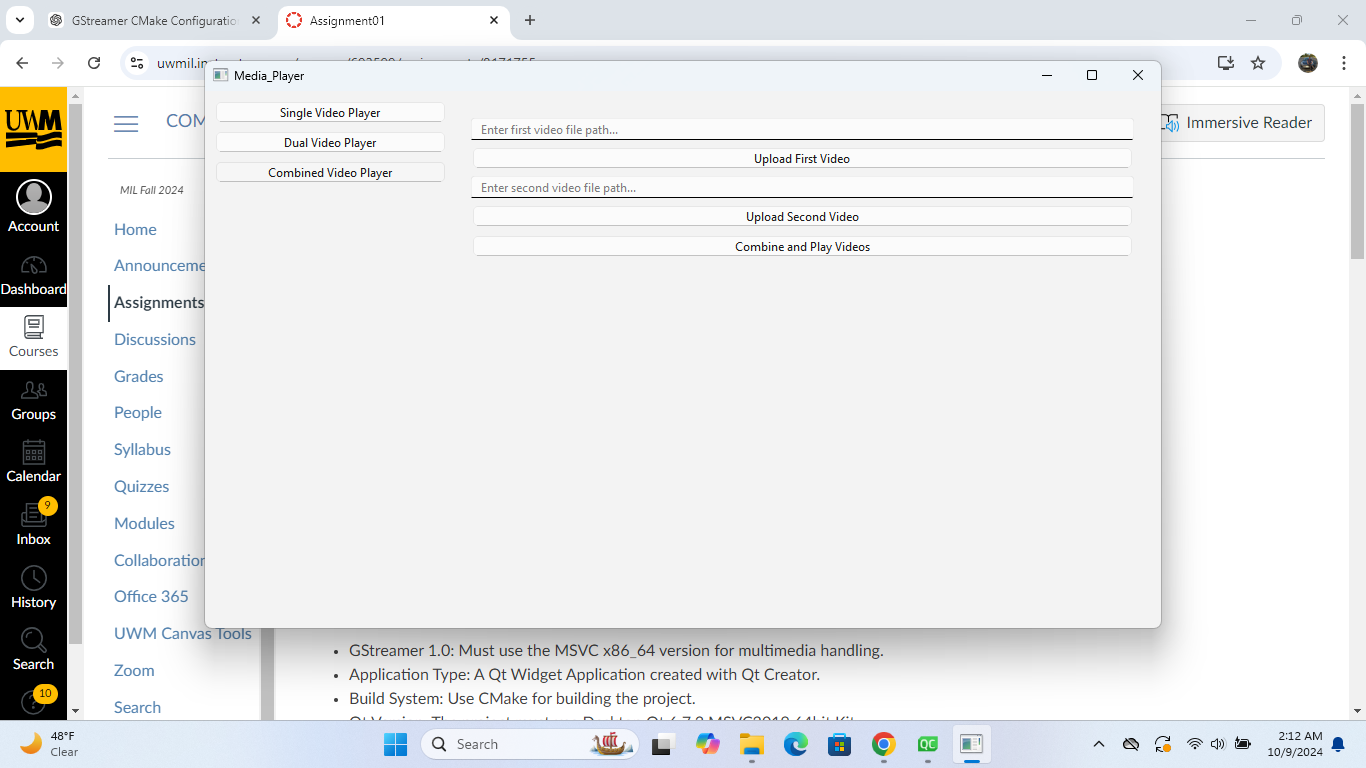 GStreamer CMake Configuration
Assignment01
Media_Player
Single Video Player
Dual Video Player
Combined Video Player
Enter first video file path...
Upload First Video
Enter second video file path...
Upload Second Video
Combine and Play Videos
UWM
Account
Dashboard
Courses
Groups
Calendar
9
Inbox
History
Search
10
COM
MIL Fall 2024
Home
Announceme
Assignments
Discussions
Grades
People
Syllabus
Quizzes
Modules
Collaboration
Office 365
UWM Canvas Tools
Zoom
Search
Immersive Reader
GStreamer 1.0: Must use the MSVC x86_64 version for multimedia handling.
Application Type: A Qt Widget Application created with Qt Creator.
Build System: Use CMake for building the project.
48°F
Clear
Search
QC
2:12 AM
10/9/2024